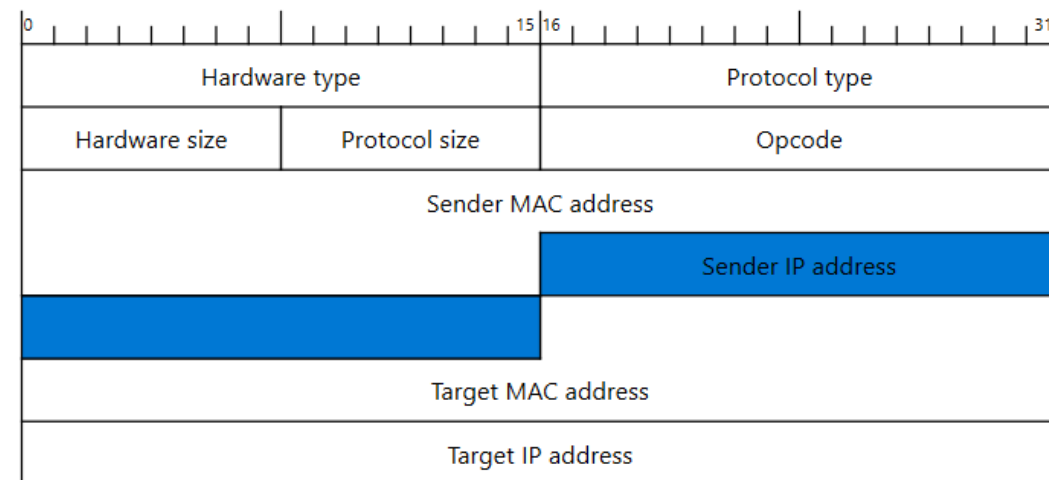 0 15 16 31
Hardware type Protocol type
Hardware size Protocol size Opcode
Sender MAC address
Sender IP address
Target MAC address
Target IP address